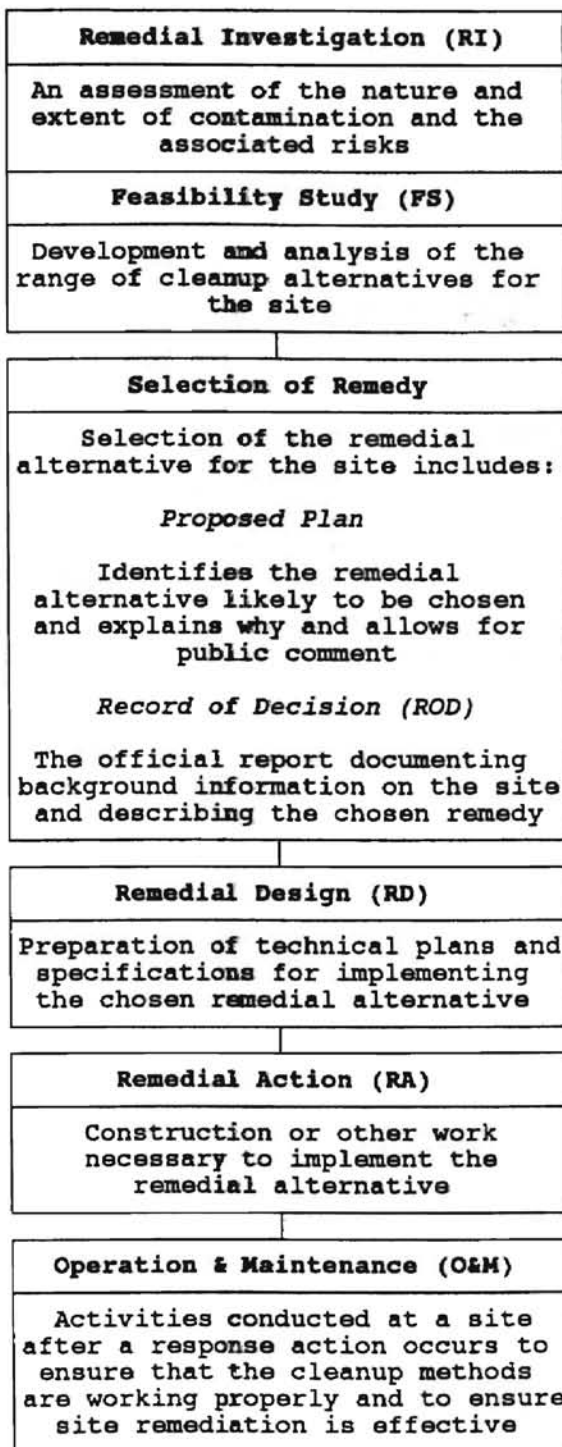 Remedial Investigation (RI)
An assessment of the nature and
extent of contamination and the
associated risks
Feasibility Study (FS)
Development and analysis of the
range of cleanup alternatives for
the site
Selection of Remedy
Selection of the remedial
alternative for the site includes:
Proposed Plan
Identifies the remedial
alternative likely to be chosen
and explains why and allows for
public comment
Record of Decision (ROD)
The official report documenting
background information on the site
and describing the chosen remedy
Remedial Design (RD)
Preparation of technical plans and
specifications for implementing
the chosen remedial alternative
Remedial Action (RA)
Construction or other work
necessary to implement the
remedial alternative
Operation & Maintenance (O&M)
Activities conducted at a site
after a response action occurs to
ensure that the cleanup methods
are working properly and to ensure
site remediation is effective